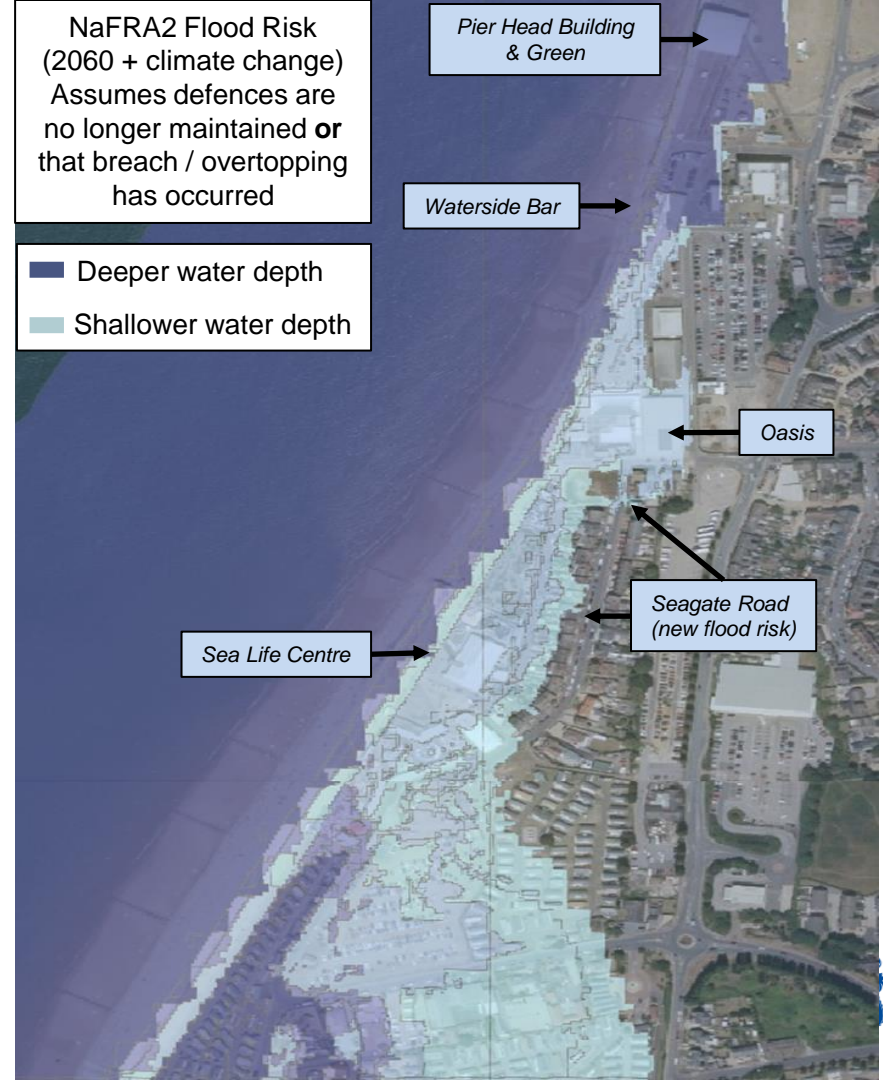 NaFRA2 Flood Risk
(2060 + climate change)
Assumes defences are
no longer maintained or
that breach / overtopping
has occurred
Deeper water depth
Shallower water depth
Pier Head Building
& Green
Waterside Bar
Oasis
Seagate Road
(new flood risk)
Sea Life Centre